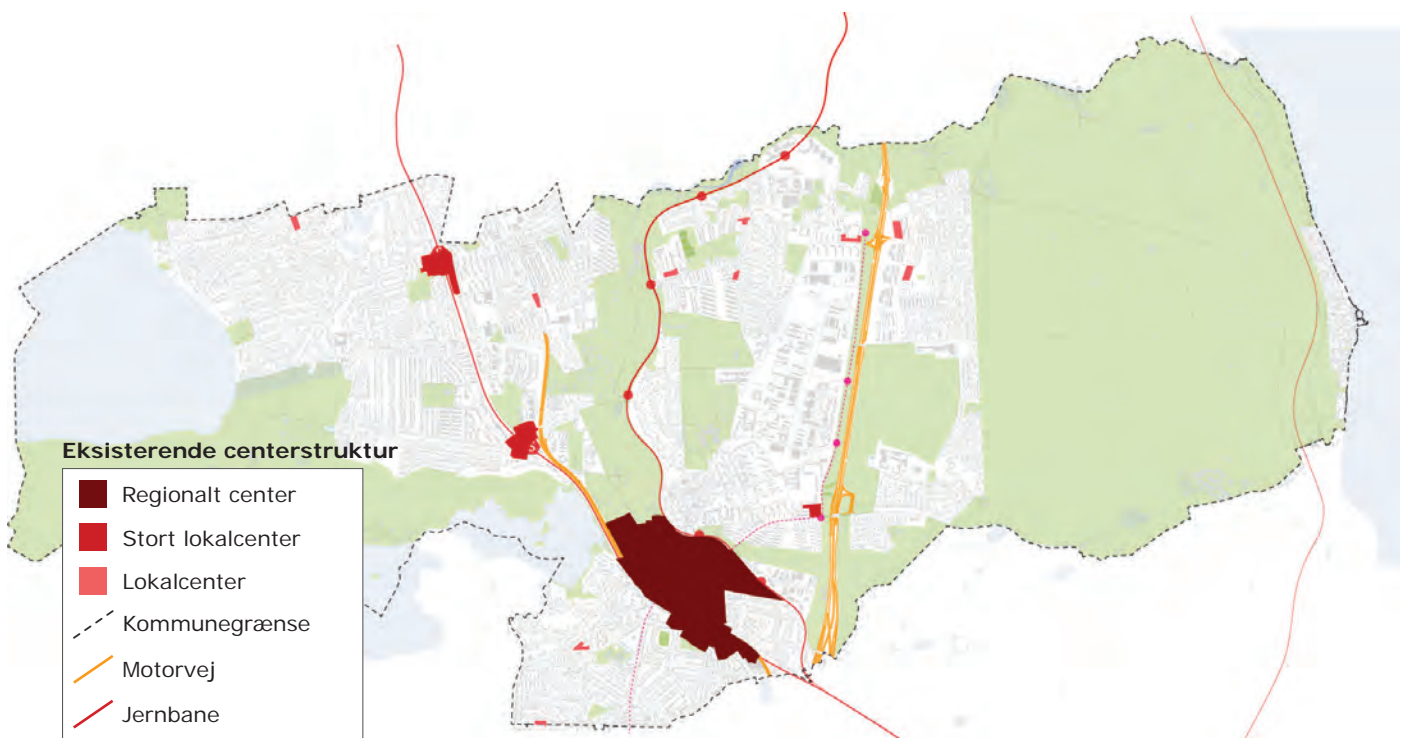 Eksisterende centerstruktur
Regionalt center
Stort lokalcenter
Lokalcenter
Kommunegrænse
Motorvej
Jernbane